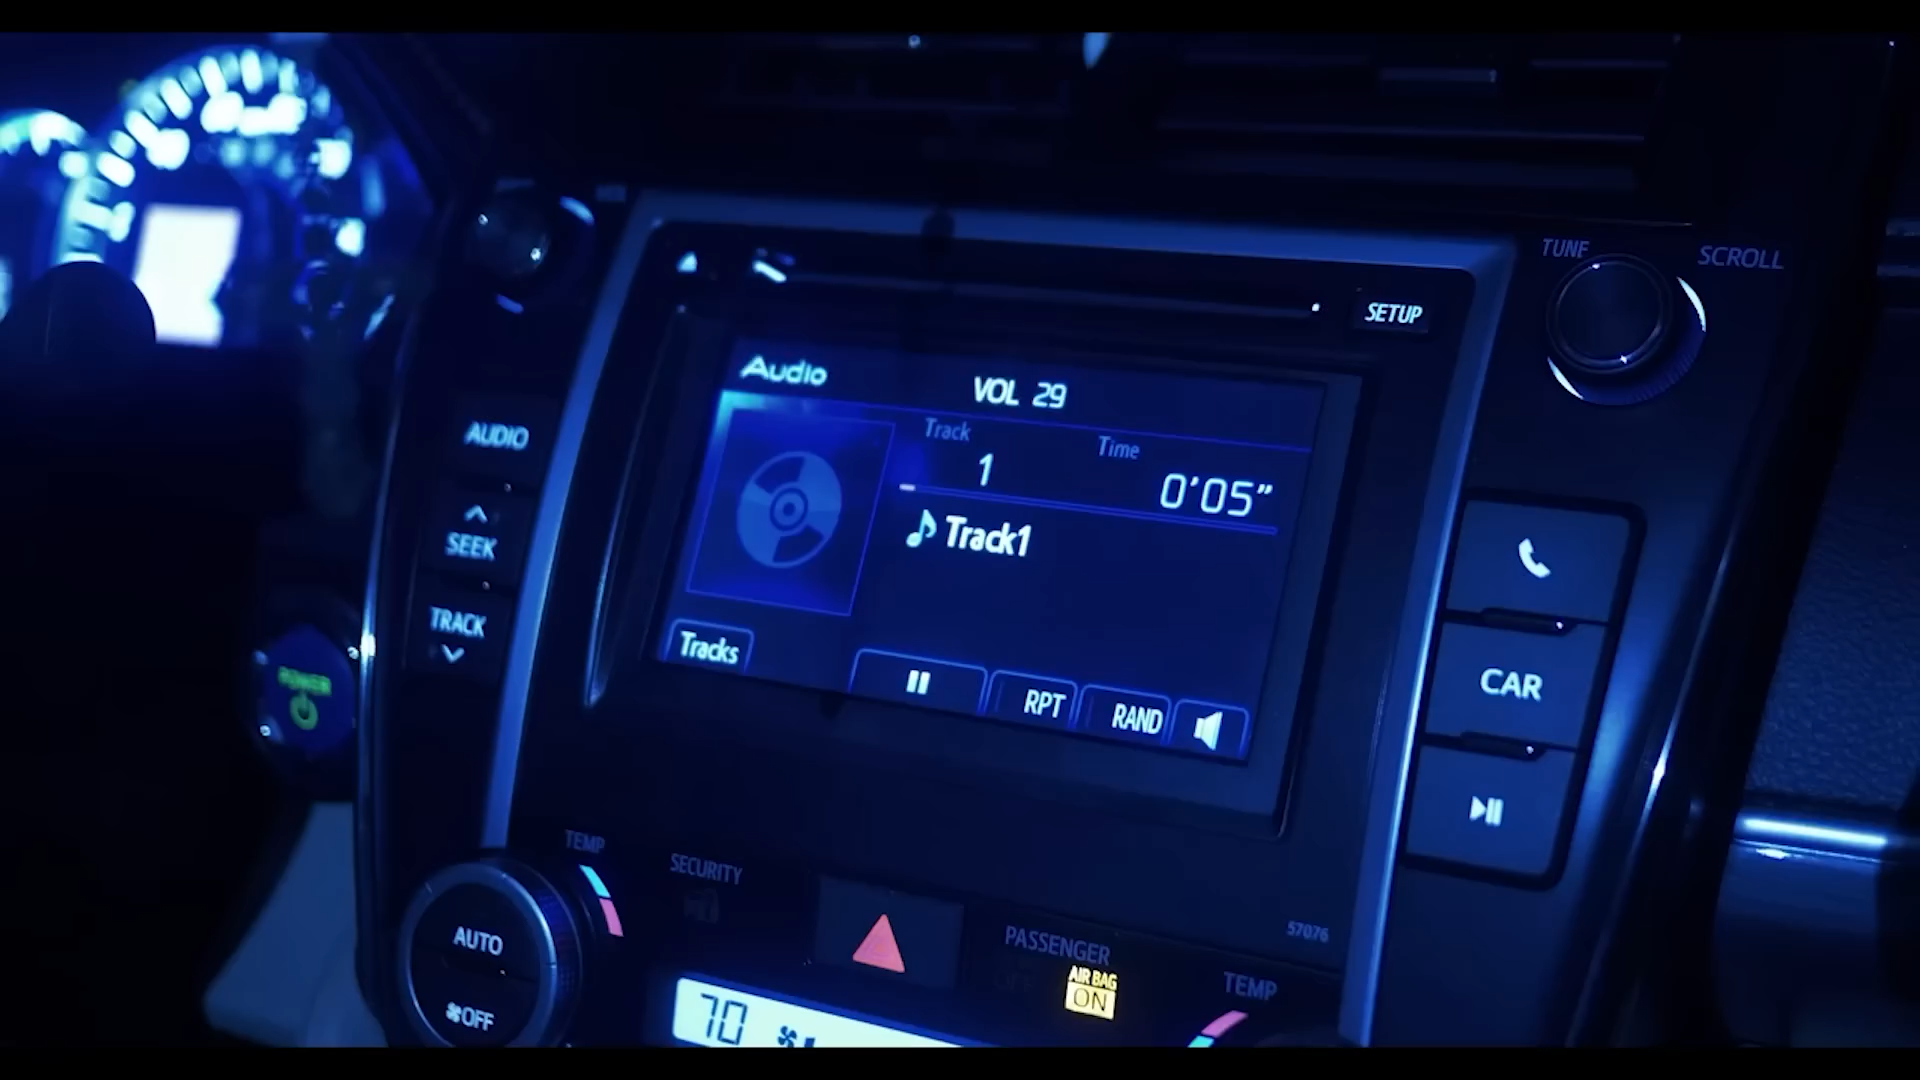 TUNE
SCROLL
SETUP
Audio
VOL 29
Track
Time
1
0'05"
Track1
Tracks
RPT
RAND
AUDIO
SEEK
TRACK
POWER
CAR
TEMP
SECURITY
57076
PASSENGER
AIR BAG
ON
TEMP
AUTO
OFF
70